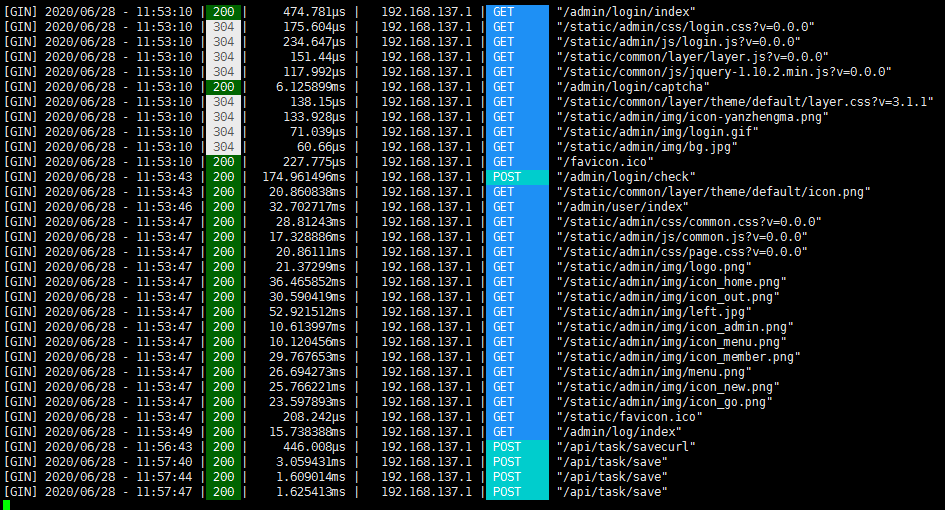 [GIN] 2020/06/28 - 11:53:10 | 200 | 474.781µs | 192.168.137.1 | GET "/admin/login/index"
[GIN] 2020/06/28 - 11:53:10 | 304 | 175.604µs | 192.168.137.1 | GET "/static/admin/css/login.css?v=0.0.0"
[GIN] 2020/06/28 - 11:53:10 | 304 | 234.647µs | 192.168.137.1 | GET "/static/admin/js/login.js?v=0.0.0"
[GIN] 2020/06/28 - 11:53:10 | 304 | 151.44µs | 192.168.137.1 | GET "/static/common/layer/layer.js?v=0.0.0"
[GIN] 2020/06/28 - 11:53:10 | 304 | 117.992µs | 192.168.137.1 | GET "/static/common/js/jquery-1.10.2.min.js?v=0.0.0"
[GIN] 2020/06/28 - 11:53:10 | 200 | 6.125899ms | 192.168.137.1 | GET "/admin/login/captcha"
[GIN] 2020/06/28 - 11:53:10 | 304 | 138.15µs | 192.168.137.1 | GET "/static/common/layer/theme/default/layer.css?v=3.1.1"
[GIN] 2020/06/28 - 11:53:10 | 304 | 133.928µs | 192.168.137.1 | GET "/static/admin/img/icon-yanzhengma.png"
[GIN] 2020/06/28 - 11:53:10 | 304 | 71.039µs | 192.168.137.1 | GET "/static/admin/img/login.gif"
[GIN] 2020/06/28 - 11:53:10 | 304 | 60.66µs | 192.168.137.1 | GET "/static/admin/img/bg.jpg"
[GIN] 2020/06/28 - 11:53:10 | 200 | 227.775µs | 192.168.137.1 | GET "/favicon.ico"
[GIN] 2020/06/28 - 11:53:43 | 200 | 174.961496ms | 192.168.137.1 | POST "/admin/login/check"
[GIN] 2020/06/28 - 11:53:43 | 200 | 20.860838ms | 192.168.137.1 | GET "/static/common/layer/theme/default/icon.png"
[GIN] 2020/06/28 - 11:53:46 | 200 | 32.702717ms | 192.168.137.1 | GET "/admin/user/index"
[GIN] 2020/06/28 - 11:53:47 | 200 | 28.81243ms | 192.168.137.1 | GET "/static/admin/css/common.css?v=0.0.0"
[GIN] 2020/06/28 - 11:53:47 | 200 | 17.328886ms | 192.168.137.1 | GET "/static/admin/js/common.js?v=0.0.0"
[GIN] 2020/06/28 - 11:53:47 | 200 | 20.86111ms | 192.168.137.1 | GET "/static/admin/css/page.css?v=0.0.0"
[GIN] 2020/06/28 - 11:53:47 | 200 | 21.37299ms | 192.168.137.1 | GET "/static/admin/img/logo.png"
[GIN] 2020/06/28 - 11:53:47 | 200 | 36.465852ms | 192.168.137.1 | GET "/static/admin/img/icon_home.png"
[GIN] 2020/06/28 - 11:53:47 | 200 | 30.590419ms | 192.168.137.1 | GET "/static/admin/img/icon_out.png"
[GIN] 2020/06/28 - 11:53:47 | 200 | 52.921512ms | 192.168.137.1 | GET "/static/admin/img/left.jpg"
[GIN] 2020/06/28 - 11:53:47 | 200 | 10.613997ms | 192.168.137.1 | GET "/static/admin/img/icon_admin.png"
[GIN] 2020/06/28 - 11:53:47 | 200 | 10.120456ms | 192.168.137.1 | GET "/static/admin/img/icon_menu.png"
[GIN] 2020/06/28 - 11:53:47 | 200 | 29.767653ms | 192.168.137.1 | GET "/static/admin/img/icon_member.png"
[GIN] 2020/06/28 - 11:53:47 | 200 | 26.694273ms | 192.168.137.1 | GET "/static/admin/img/menu.png"
[GIN] 2020/06/28 - 11:53:47 | 200 | 25.766221ms | 192.168.137.1 | GET "/static/admin/img/icon_new.png"
[GIN] 2020/06/28 - 11:53:47 | 200 | 23.597893ms | 192.168.137.1 | GET "/static/admin/img/icon_go.png"
[GIN] 2020/06/28 - 11:53:47 | 200 | 208.242µs | 192.168.137.1 | GET "/static/favicon.ico"
[GIN] 2020/06/28 - 11:53:49 | 200 | 15.738388ms | 192.168.137.1 | GET "/admin/log/index"
[GIN] 2020/06/28 - 11:56:43 | 200 | 446.008µs | 192.168.137.1 | POST "/api/task/savecurl"
[GIN] 2020/06/28 - 11:57:40 | 200 | 3.059431ms | 192.168.137.1 | POST "/api/task/save"
[GIN] 2020/06/28 - 11:57:44 | 200 | 1.609014ms | 192.168.137.1 | POST "/api/task/save"
[GIN] 2020/06/28 - 11:57:47 | 200 | 1.625413ms | 192.168.137.1 | POST "/api/task/save"